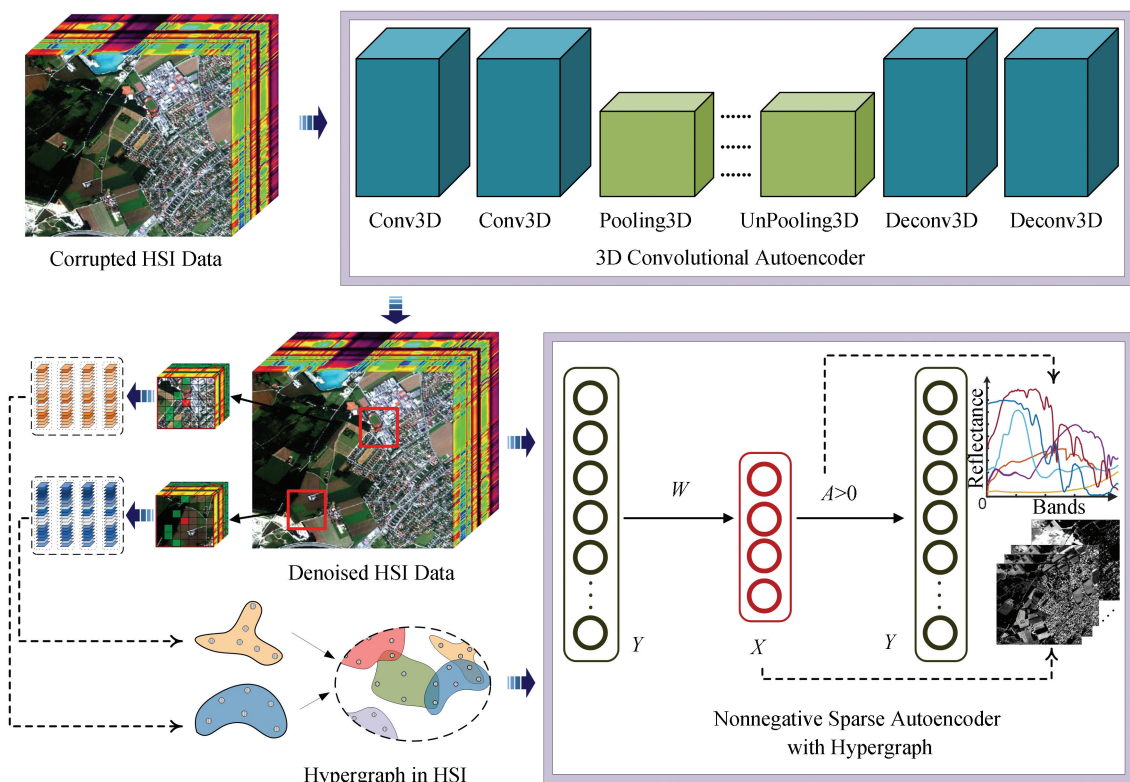 Conv3D
Conv3D
Pooling3D
UnPooling3D
Deconv3D
Deconv3D
3D Convolutional Autoencoder
Corrupted HSI Data
Denoised HSI Data
W
A>0
Y
X
Y
Reflectance
0
Bands
Nonnegative Sparse Autoencoder
with Hypergraph
Hypergraph in HSI